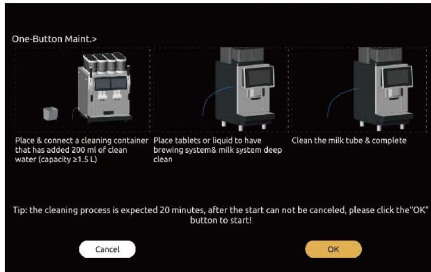 One-Button Maint.>
Place & connect a cleaning container
that has added 200 ml of clean
water (capacity ≥1.5 L)
Place tablets or liquid to have
brewing system& milk system deep
clean
Clean the milk tube & complete
Tip: the cleaning process is expected 20 minutes, after the start can not be canceled, please click the"OK"
button to start!
Cancel
OK